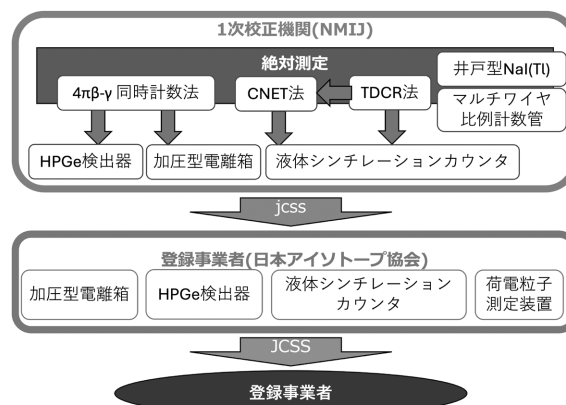 1次校正機関(NMIJ)
絶対測定
井戸型NaI(Tl)
4πβ-γ 同時計数法
CNET法
TDCR法
マルチワイヤ
比例計数管
HPGe検出器
加圧型電離箱
液体シンチレーションカウンタ
jcss
登録事業者(日本アイソトープ協会)
加圧型電離箱
HPGe検出器
液体シンチレーション
カウンタ
荷電粒子
測定装置
JCSS
登録事業者